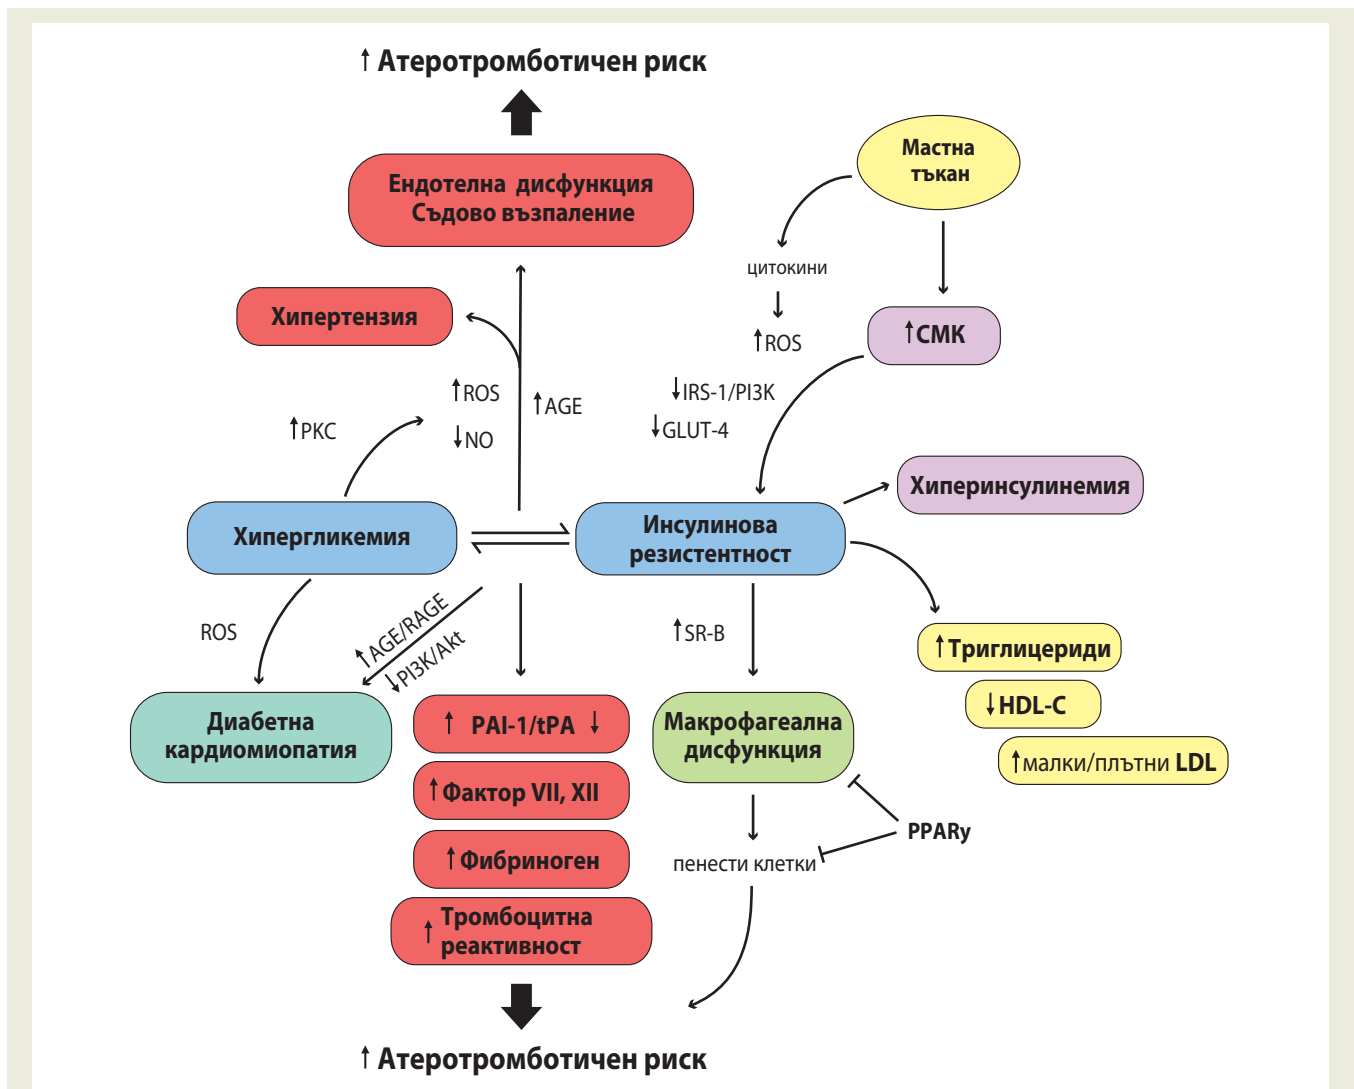 ↑ Атеротромботичен риск
Мастна
тъкан
Ендотелна дисфункция
Съдово възпаление
цитокини
Хипертензия
↑ROS
↑СМК
↑ROS
↑AGE
↓IRS-1/PI3K
↑PKC
↓NO
↓GLUT-4
Хиперинсулинемия
Хипергликемия
Инсулинова
резистентност
ROS
↑AGE/RAGE
↓PI3K/Akt
↑SR-B
↑Триглицериди
↓HDL-C
↑малки/плътни LDL
Диабетна
кардиомиопатия
↑ PAI-1/tPA ↓
Макрофагеална
дисфункция
↑Фактор VII, XII
PPARy
↑Фибриноген
пенести клетки
↑ Тромбоцитна
реактивност
↑ Атеротромботичен риск